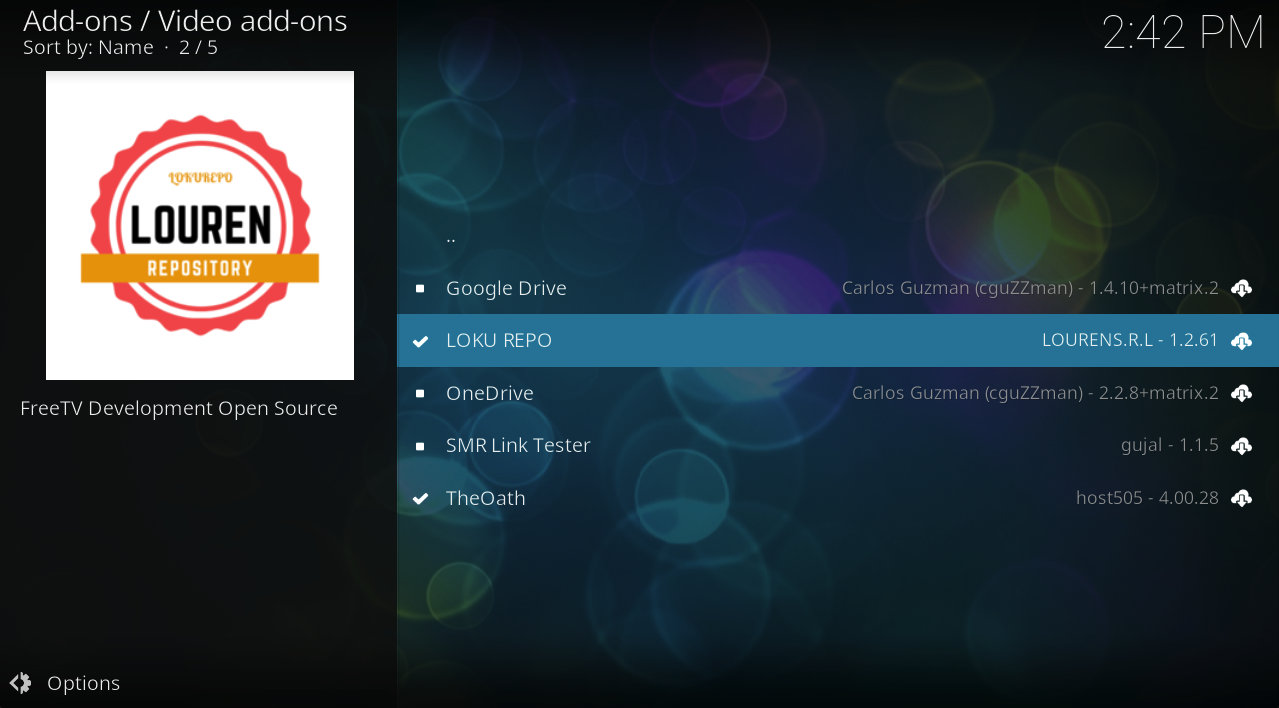 Add-ons / Video add-ons
Sort by: Name · 2 / 5
2:42 PM
LOKUREPO
LOUREN
REPOSITORY
FreeTV Development Open Source
..
Google Drive Carlos Guzman (cguZZman) - 1.4.10+matrix.2
LOKU REPO LOURENS.R.L - 1.2.61
OneDrive Carlos Guzman (cguZZman) - 2.2.8+matrix.2
SMR Link Tester gujal - 1.1.5
TheOath host505 - 4.00.28
Options